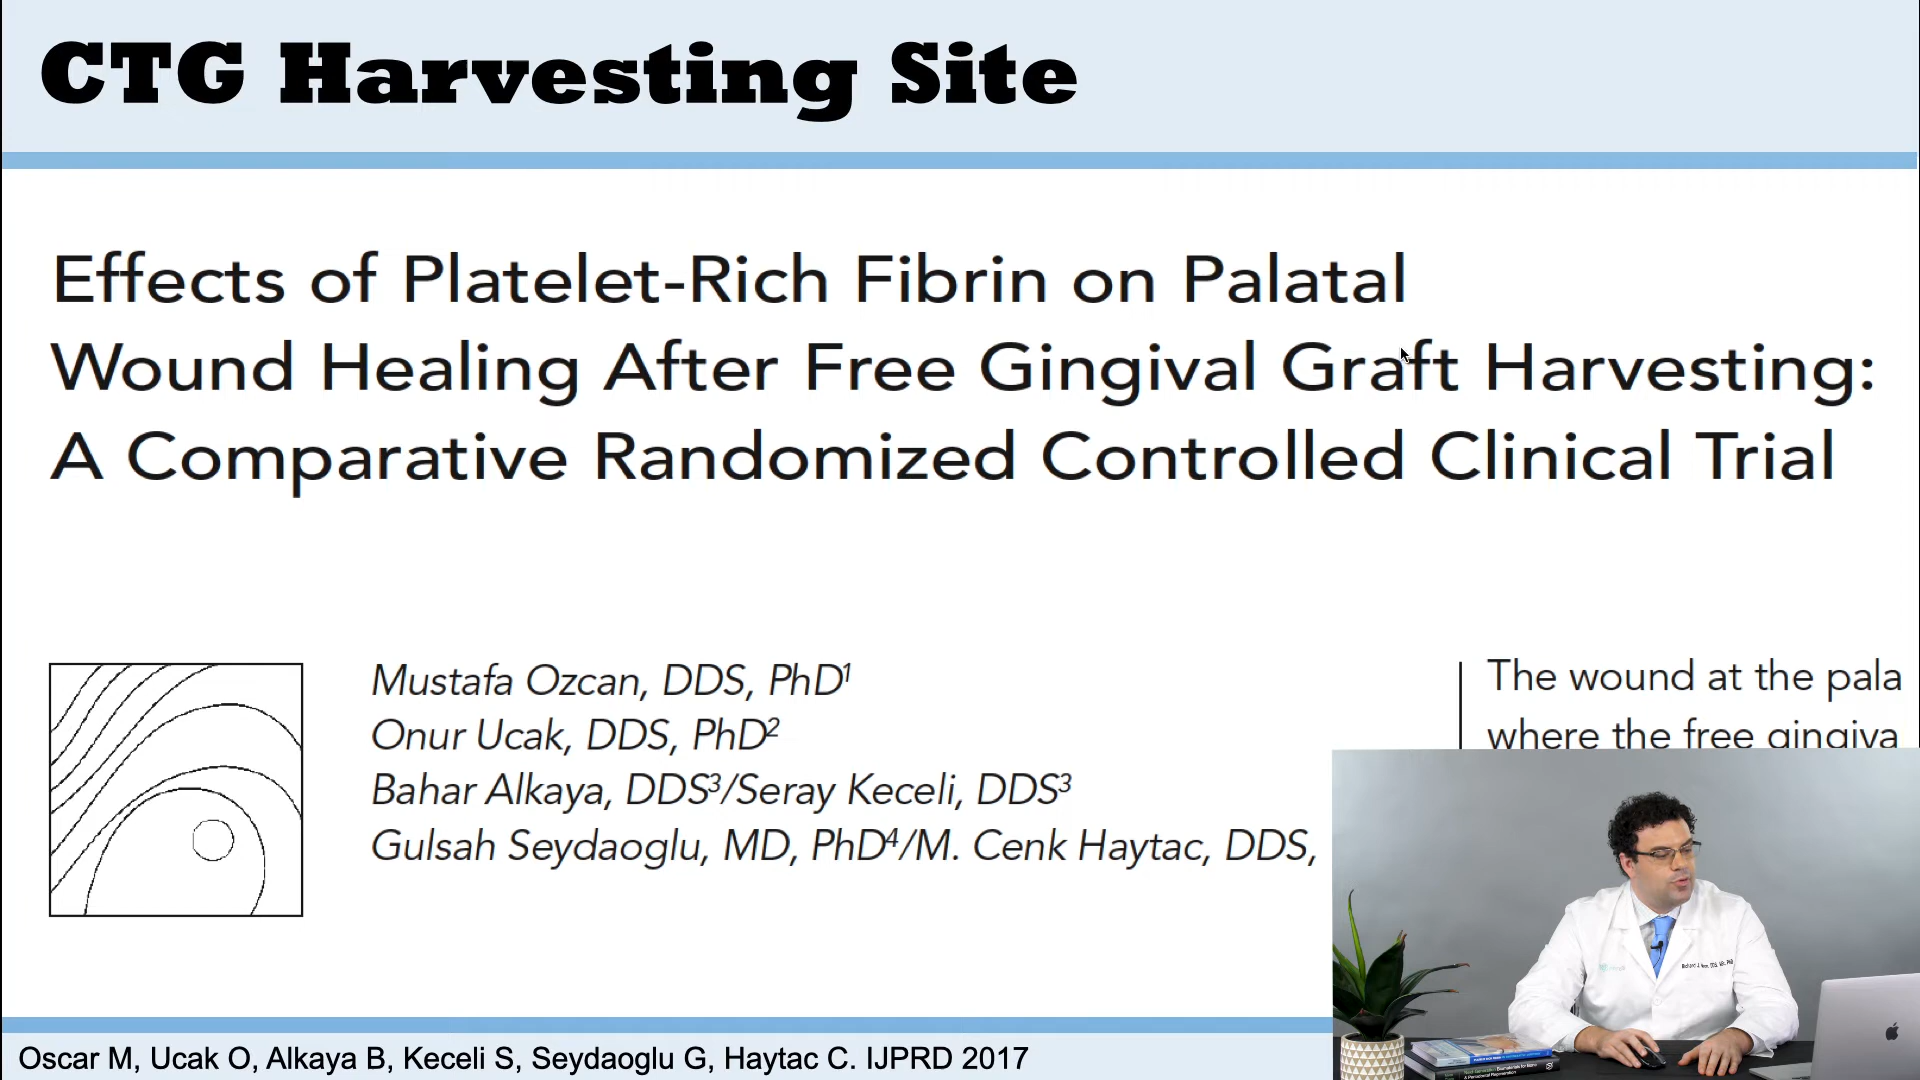 CTG Harvesting Site
Effects of Platelet-Rich Fibrin on Palatal
Wound Healing After Free Gingival Graft Harvesting:
A Comparative Randomized Controlled Clinical Trial
Mustafa Ozcan, DDS, PhD¹
Onur Ucak, DDS, PhD²
Bahar Alkaya, DDS³/Seray Keceli, DDS³
Gulsah Seydaoglu, MD, PhD⁴/M. Cenk Haytac, DDS,
The wound at the pala
where the free gingiva
Oscar M, Ucak O, Alkaya B, Keceli S, Seydaoglu G, Haytac C. IJPRD 2017